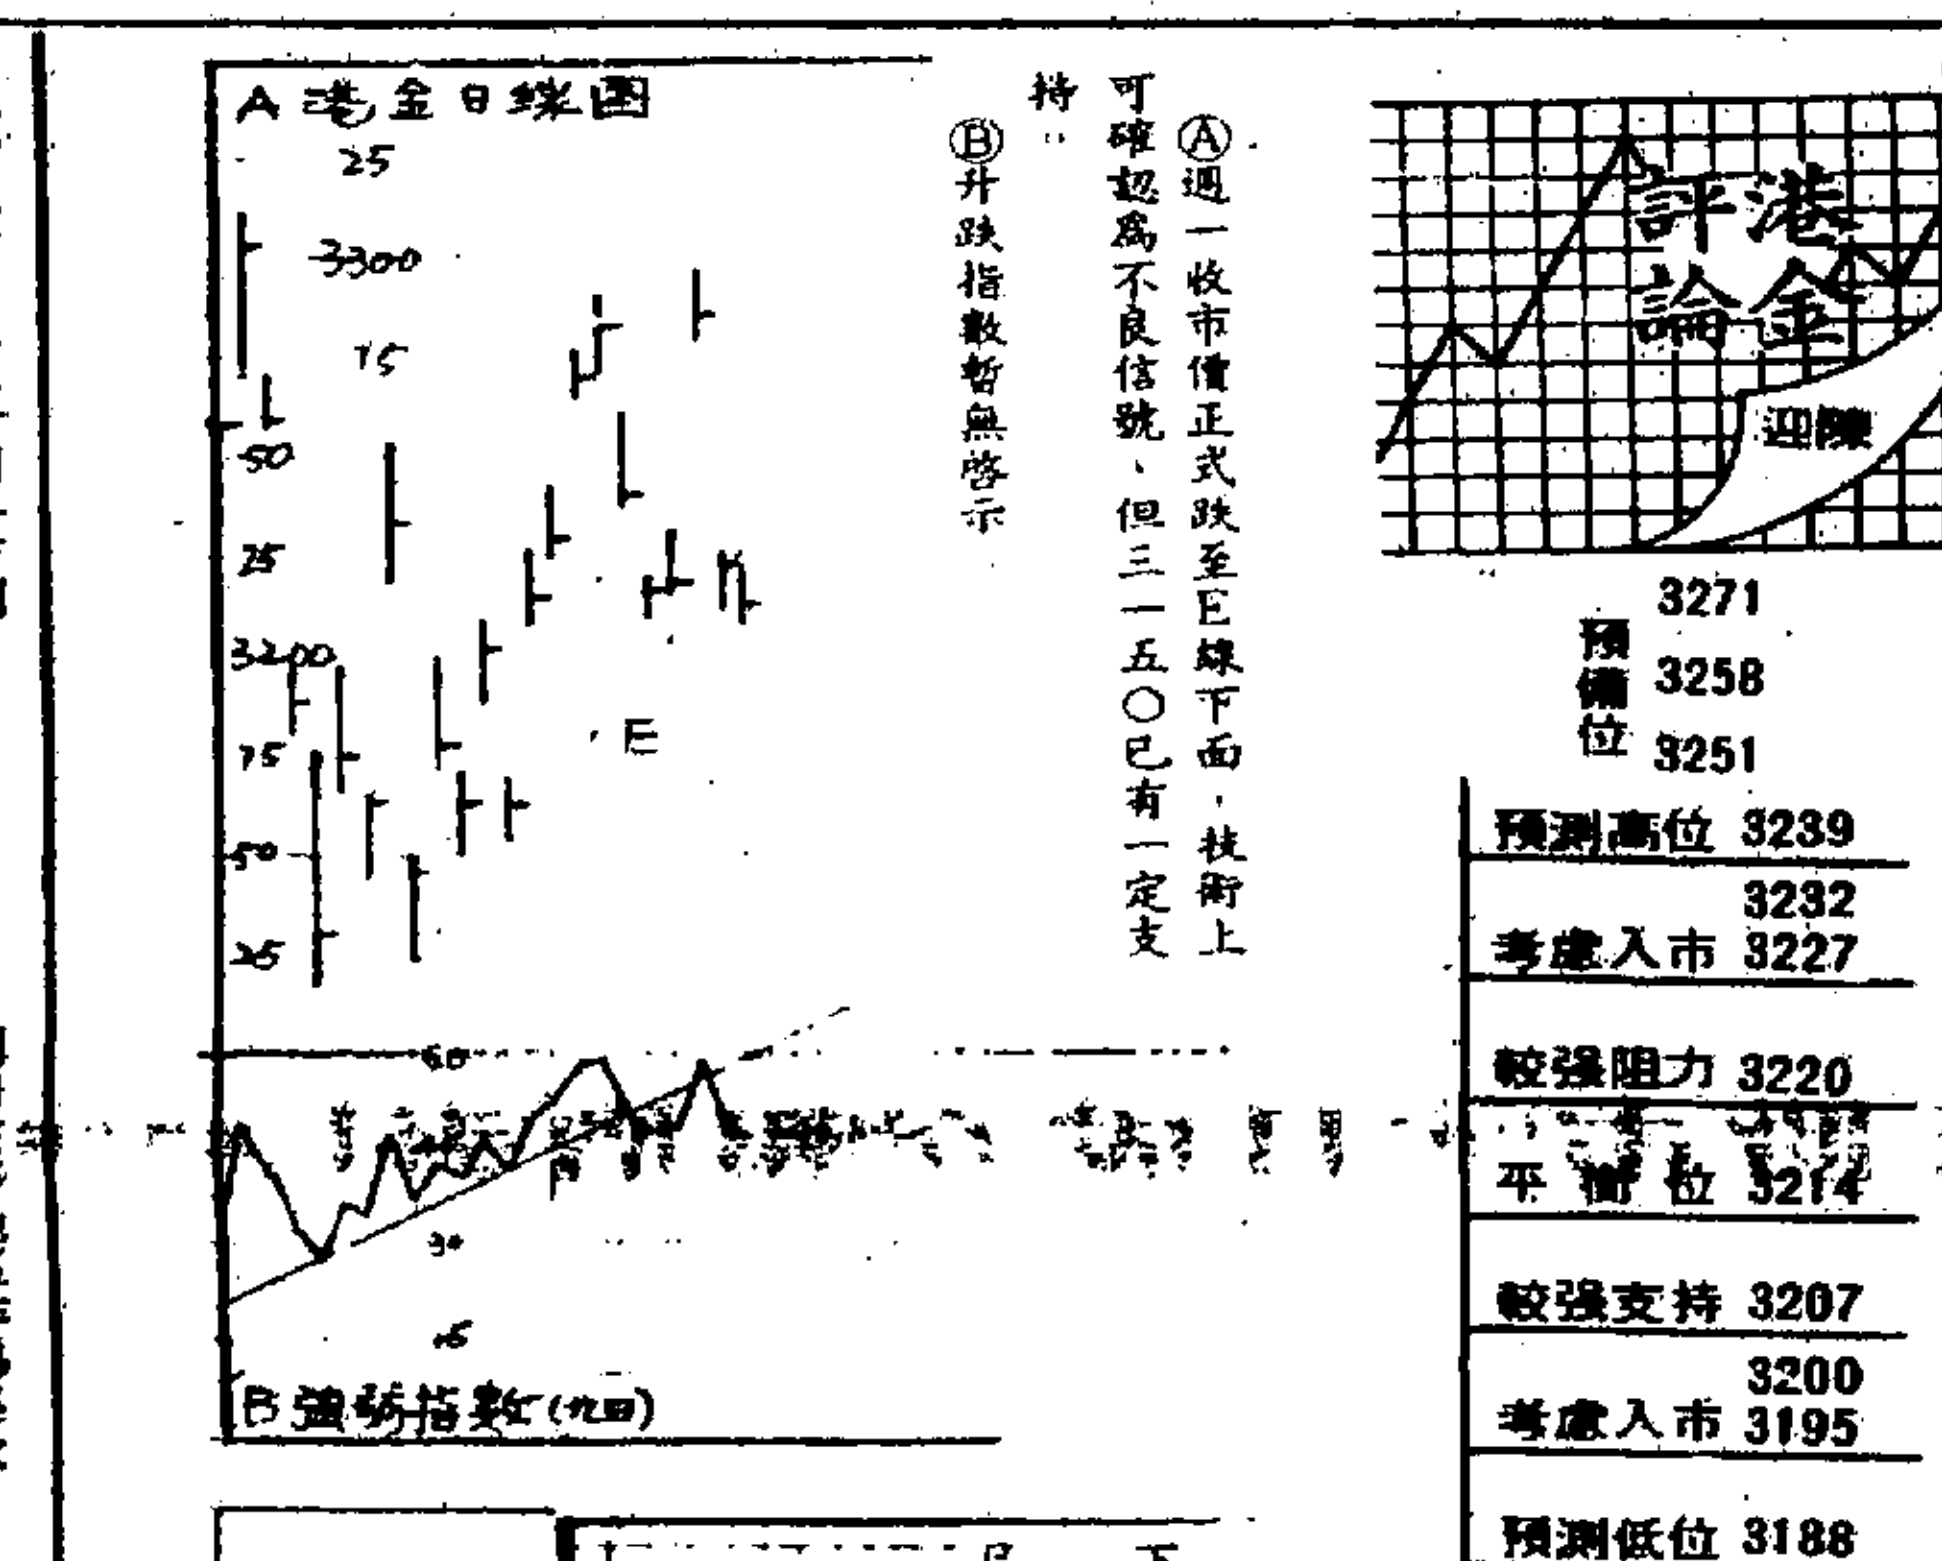 港金
評論
陳迎
Ⓐ週一收市價正式跌至E線下面，技術上
可確認為不良信號，但三一五〇已有一定支
持。
Ⓑ升跌指數暫無啓示
A 港金日線圖
25
3300
75
50
25
3200
75
E
50
25
60
30
15
B 強弱指數(九四)
3271
預備位 3258
3251
預測高位 3239
3232
考慮入市 3227
較强阻力 3220
平衡位 3214
較强支持 3207
3200
考慮入市 3195
預測低位 3188